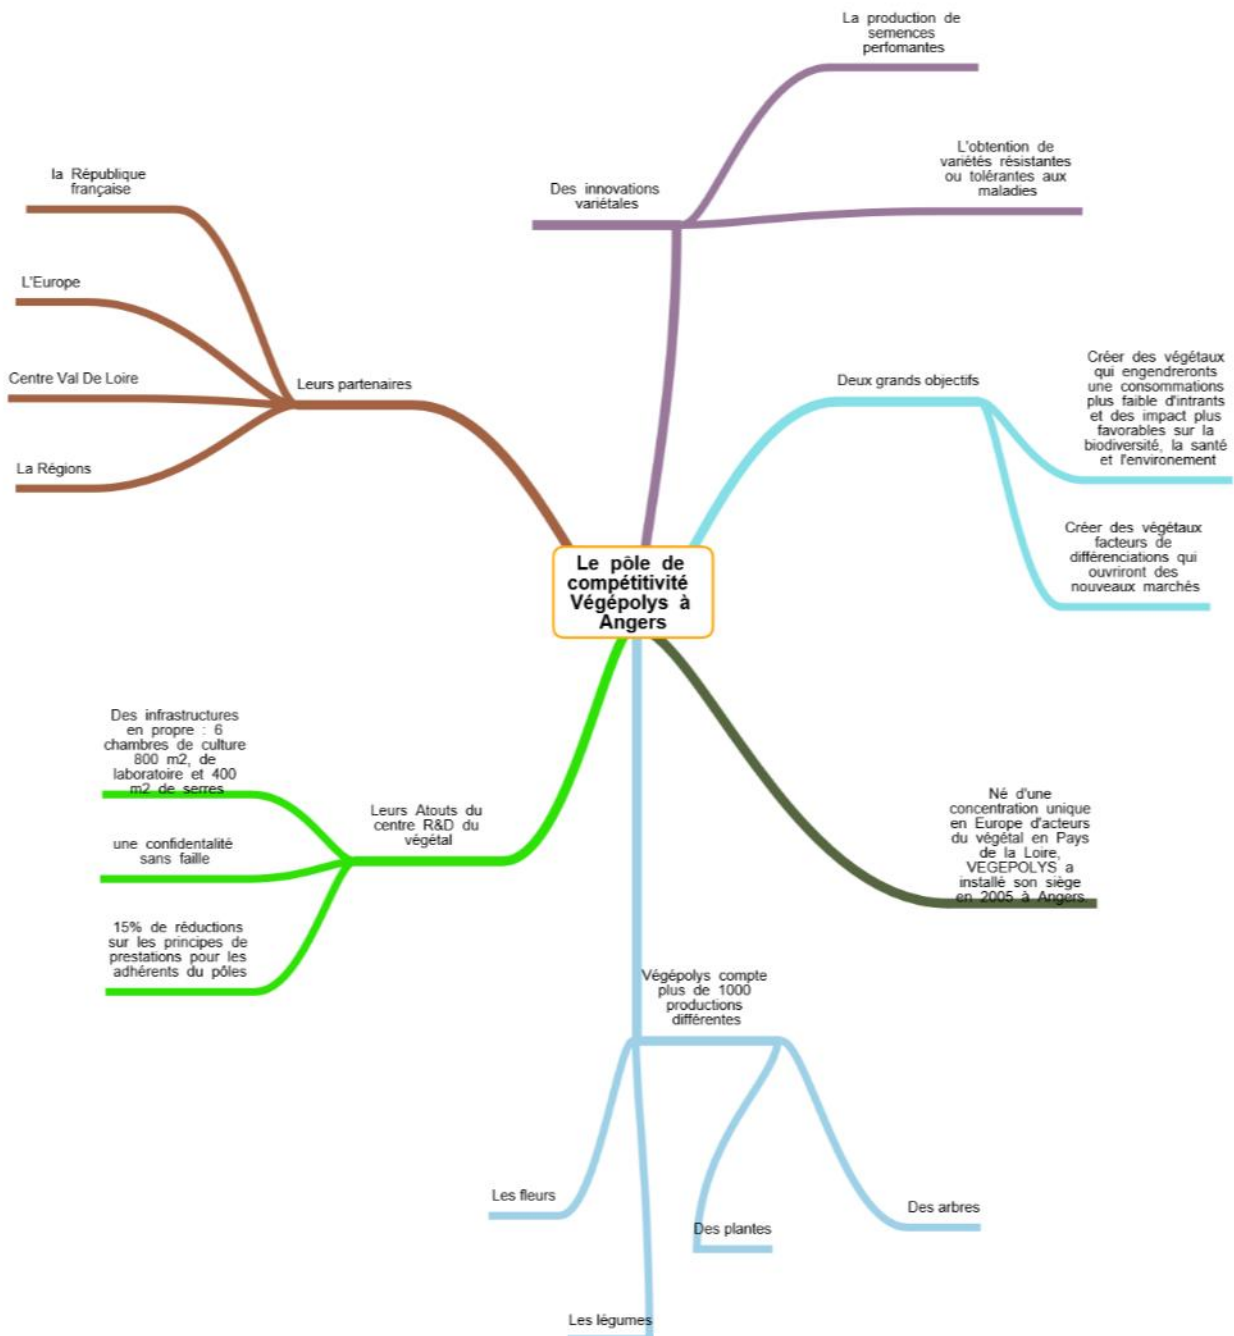 La production de
semences
perfomantes
L'obtention de
variétés résistantes
ou tolérantes aux
maladies
Des innovations
variétales
la République
française
L'Europe
Centre Val De Loire
La Régions
Leurs partenaires
Deux grands objectifs
Créer des végétaux
qui engendreronts
une consommations
plus faible d'intrants
et des impact plus
favorables sur la
biodiversité, la santé
et l'environement
Créer des végétaux
facteurs de
différenciations qui
ouvriront des
nouveaux marchés
Le pôle de
compétitivité
Végépolys à
Angers
Des infrastructures
en propre : 6
chambres de culture
800 m2, de
laboratoire et 400
m2 de serres
une confidentalité
sans faille
15% de réductions
sur les principes de
prestations pour les
adhérents du pôles
Leurs Atouts du
centre R&D du
végétal
Né d'une
concentration unique
en Europe d'acteurs
du végétal en Pays
de la Loire,
VEGEPOLYS a
installé son siège
en 2005 à Angers.
Végépolys compte
plus de 1000
productions
différentes
Les fleurs
Des plantes
Des arbres
Les légumes